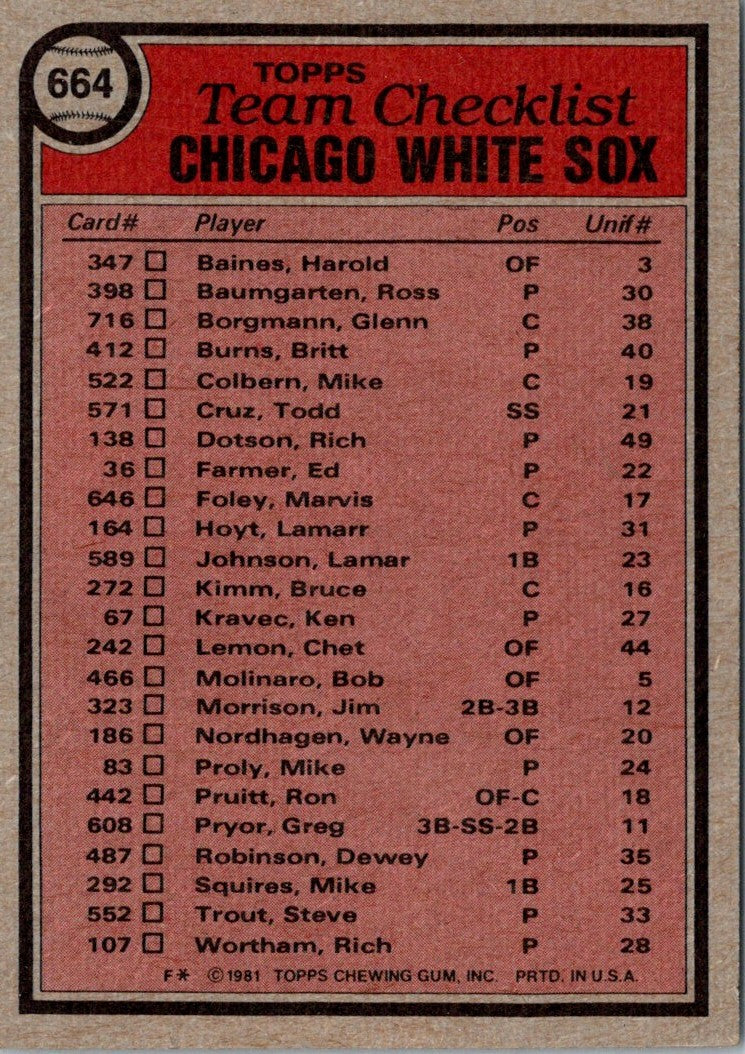 664
TOPPS
Team Checklist
CHICAGO WHITE SOX
Card# Player Pos Unif#
347 □ Baines, Harold OF 3
398 □ Baumgarten, Ross P 30
716 □ Borgmann, Glenn C 38
412 □ Burns, Britt P 40
522 □ Colbern, Mike C 19
571 □ Cruz, Todd SS 21
138 □ Dotson, Rich P 49
36 □ Farmer, Ed P 22
646 □ Foley, Marvis C 17
164 □ Hoyt, Lamarr P 31
589 □ Johnson, Lamar 1B 23
272 □ Kimm, Bruce C 16
67 □ Kravec, Ken P 27
242 □ Lemon, Chet OF 44
466 □ Molinaro, Bob OF 5
323 □ Morrison, Jim 2B-3B 12
186 □ Nordhagen, Wayne OF 20
83 □ Proly, Mike P 24
442 □ Pruitt, Ron OF-C 18
608 □ Pryor, Greg 3B-SS-2B 11
487 □ Robinson, Dewey P 35
292 □ Squires, Mike 1B 25
552 □ Trout, Steve P 33
107 □ Wortham, Rich P 28
F* ©1981 TOPPS CHEWING GUM, INC. PRTD. IN U.S.A.